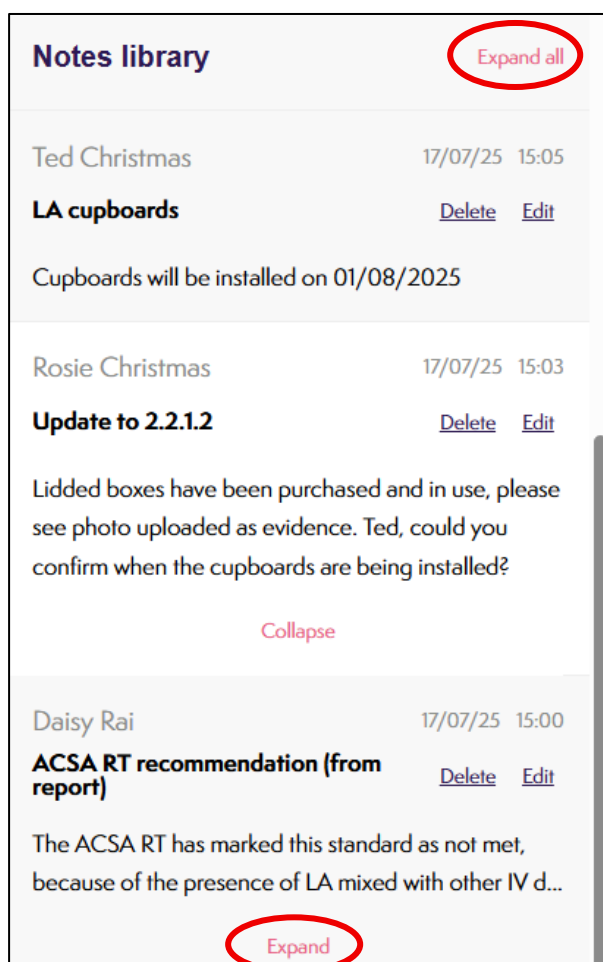 Notes library Expand all
Ted Christmas 17/07/25 15:05
LA cupboards Delete Edit
Cupboards will be installed on 01/08/2025
Rosie Christmas 17/07/25 15:03
Update to 2.2.1.2 Delete Edit
Lidded boxes have been purchased and in use, please
see photo uploaded as evidence. Ted, could you
confirm when the cupboards are being installed?
Collapse
Daisy Rai 17/07/25 15:00
ACSA RT recommendation (from
report) Delete Edit
The ACSA RT has marked this standard as not met,
because of the presence of LA mixed with other IV d...
Expand